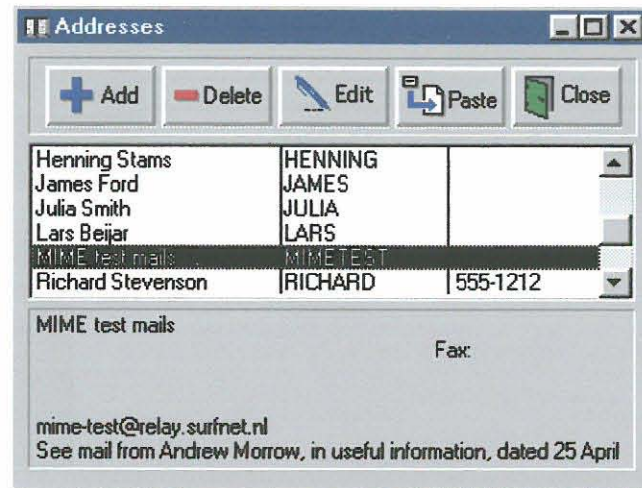 Addresses
Add Delete Edit Paste Close
Henning Stams HENNING
James Ford JAMES
Julia Smith JULIA
Lars Beijar LARS
MIME test mails MIMETEST
Richard Stevenson RICHARD 555-1212
MIME test mails
Fax:
mime-test@relay.surfnet.nl
See mail from Andrew Morrow, in useful information, dated 25 April